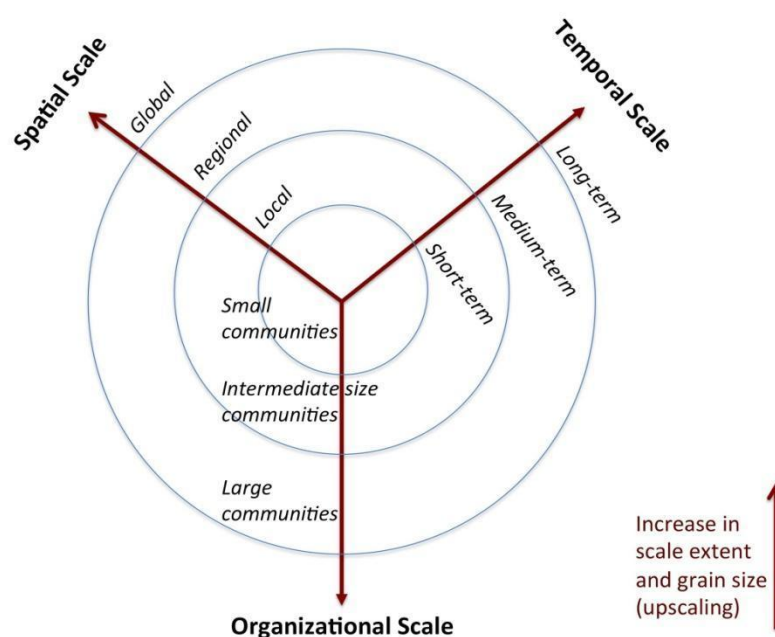 Spatial Scale
Temporal Scale
Global
Regional
Local
Long-term
Medium-term
Short-term
Small
communities
Intermediate size
communities
Large
communities
Organizational Scale
Increase in
scale extent
and grain size
(upscaling)